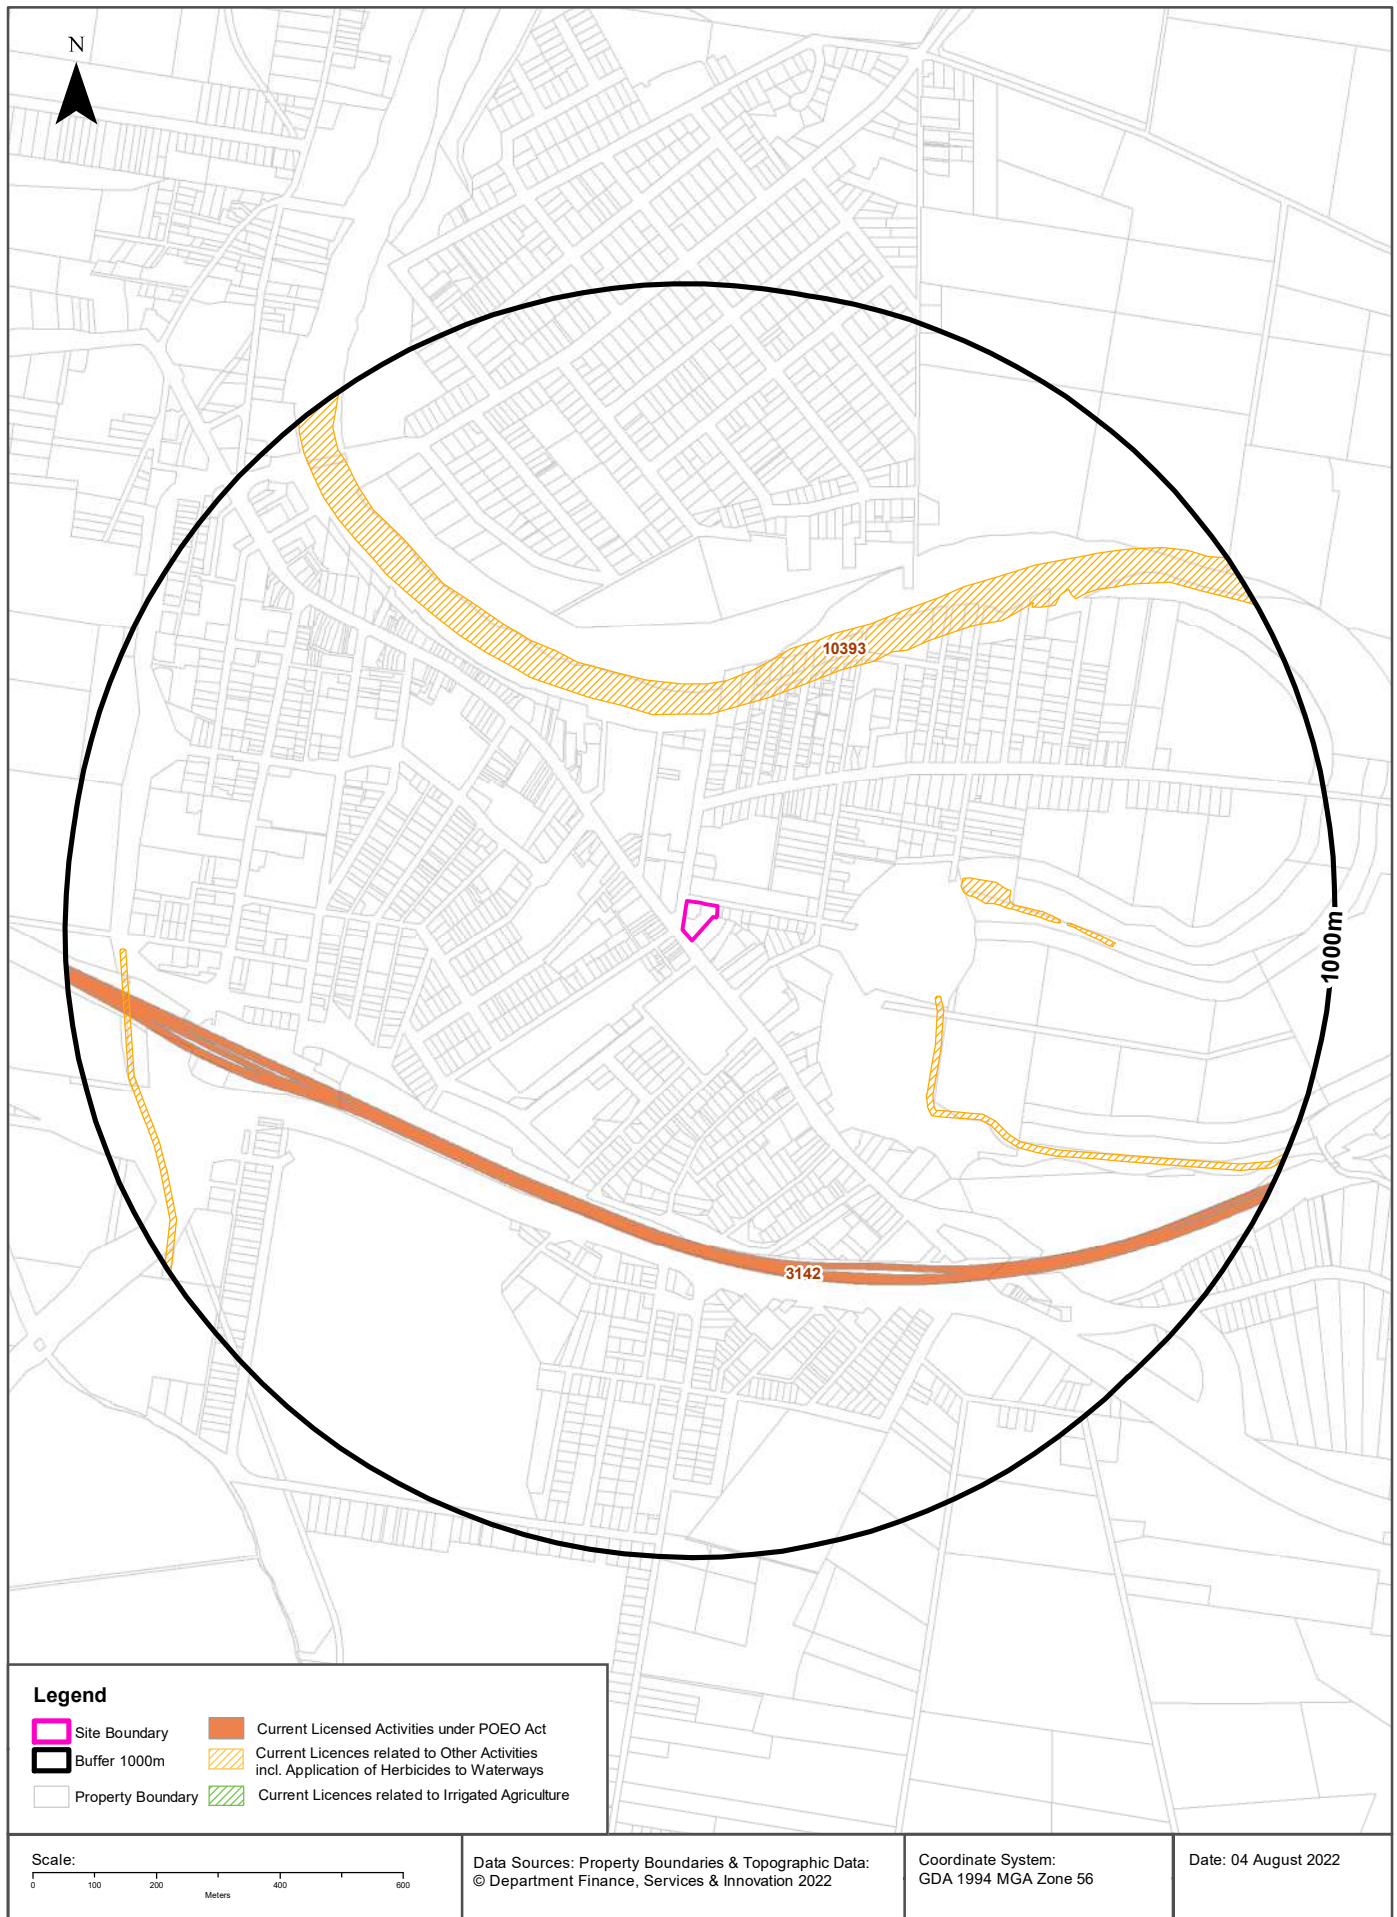 N
10393
1000m
3142
Legend
Site Boundary
Buffer 1000m
Property Boundary
Current Licensed Activities under POEO Act
Current Licences related to Other Activities
incl. Application of Herbicides to Waterways
Current Licences related to Irrigated Agriculture
Scale:
0 100 200 400 600
Meters
Data Sources: Property Boundaries & Topographic Data:
© Department Finance, Services & Innovation 2022
Coordinate System:
GDA 1994 MGA Zone 56
Date: 04 August 2022